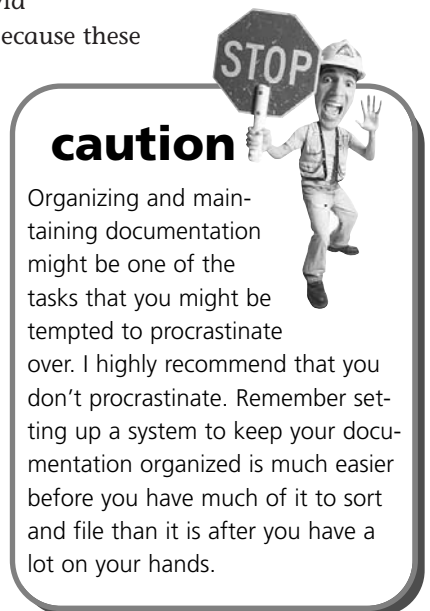 ecause these
STOP
caution
Organizing and main-
taining documentation
might be one of the
tasks that you might be
tempted to procrastinate
over. I highly recommend that you
don't procrastinate. Remember set-
ting up a system to keep your docu-
mentation organized is much easier
before you have much of it to sort
and file than it is after you have a
lot on your hands.